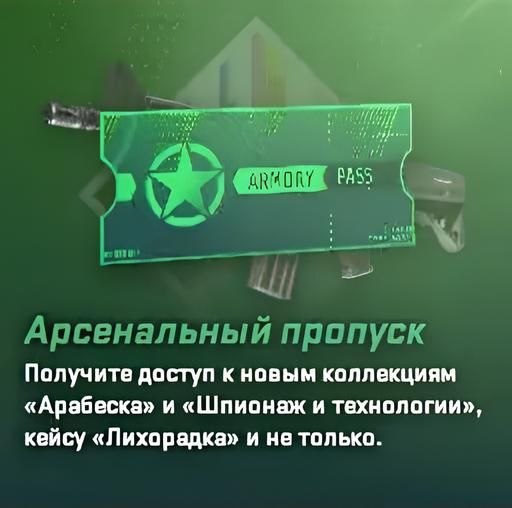 ARMORY PASS
Арсенальный пропуск
Получите доступ к новым коллекциям
«Арабеска» и «Шпионаж и технологии»,
кейсу «Лихорадка» и не только.